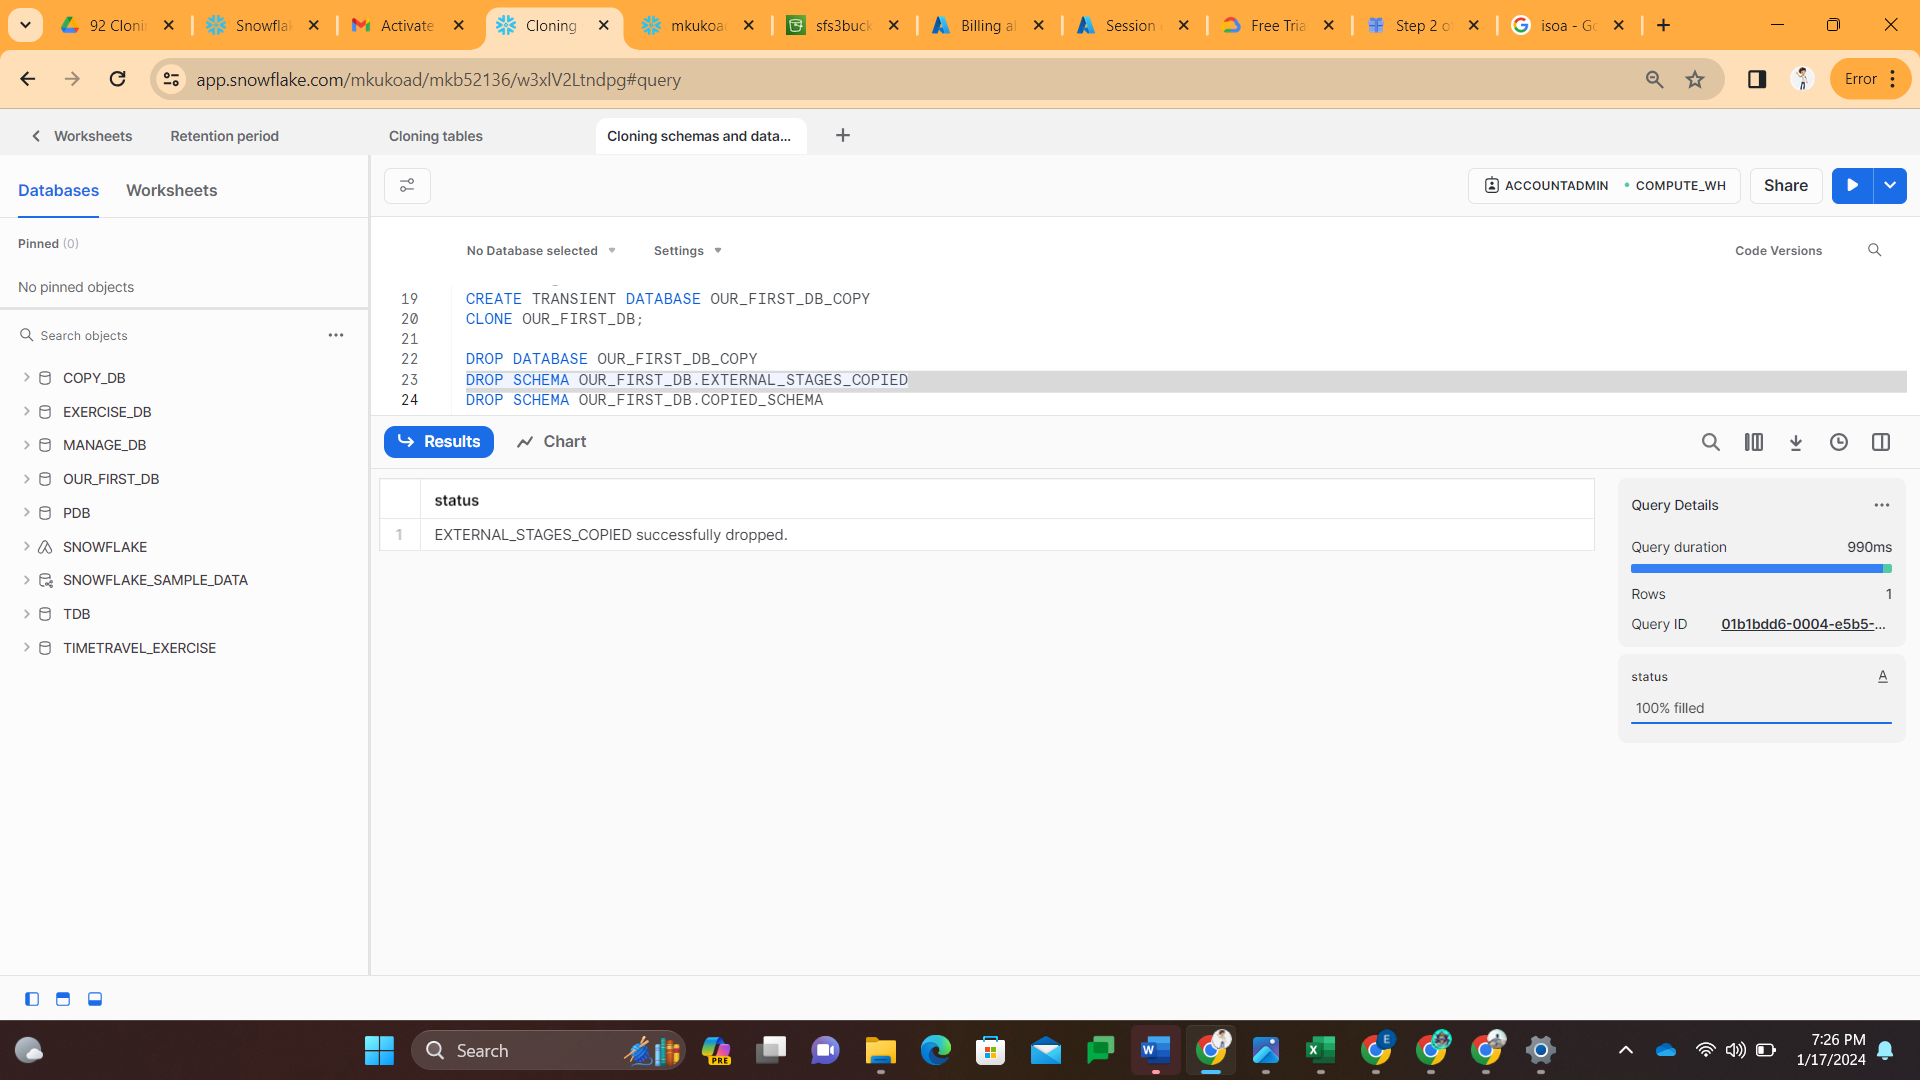 92 Clonin
Snowflak
Activate
Cloning
mkukoad
sfs3buck
Billing al
Session
Free Tria
Step 2 o
isoa - Go
app.snowflake.com/mkukoad/mkb52136/w3xlV2Ltndpg#query
Error
Worksheets
Retention period
Cloning tables
Cloning schemas and data...
Databases
Worksheets
ACCOUNTADMIN
COMPUTE_WH
Share
Pinned (0)
No pinned objects
No Database selected
Settings
Code Versions
Search objects
COPY_DB
EXERCISE_DB
MANAGE_DB
OUR_FIRST_DB
PDB
SNOWFLAKE
SNOWFLAKE_SAMPLE_DATA
TDB
TIMETRAVEL_EXERCISE
19 CREATE TRANSIENT DATABASE OUR_FIRST_DB_COPY
20 CLONE OUR_FIRST_DB;
21
22 DROP DATABASE OUR_FIRST_DB_COPY
23 DROP SCHEMA OUR_FIRST_DB.EXTERNAL_STAGES_COPIED
24 DROP SCHEMA OUR_FIRST_DB.COPIED_SCHEMA
Results
Chart
status
1 EXTERNAL_STAGES_COPIED successfully dropped.
Query Details
Query duration 990ms
Rows 1
Query ID 01b1bdd6-0004-e5b5-...
status A
100% filled
Search
PRE
W
X
E
7:26 PM
1/17/2024